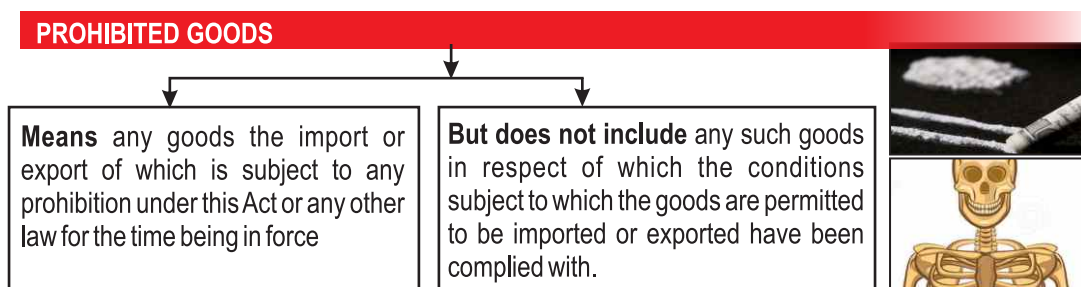 PROHIBITED GOODS
Means any goods the import or
export of which is subject to any
prohibition under this Act or any other
law for the time being in force
But does not include any such goods
in respect of which the conditions
subject to which the goods are permitted
to be imported or exported have been
complied with.